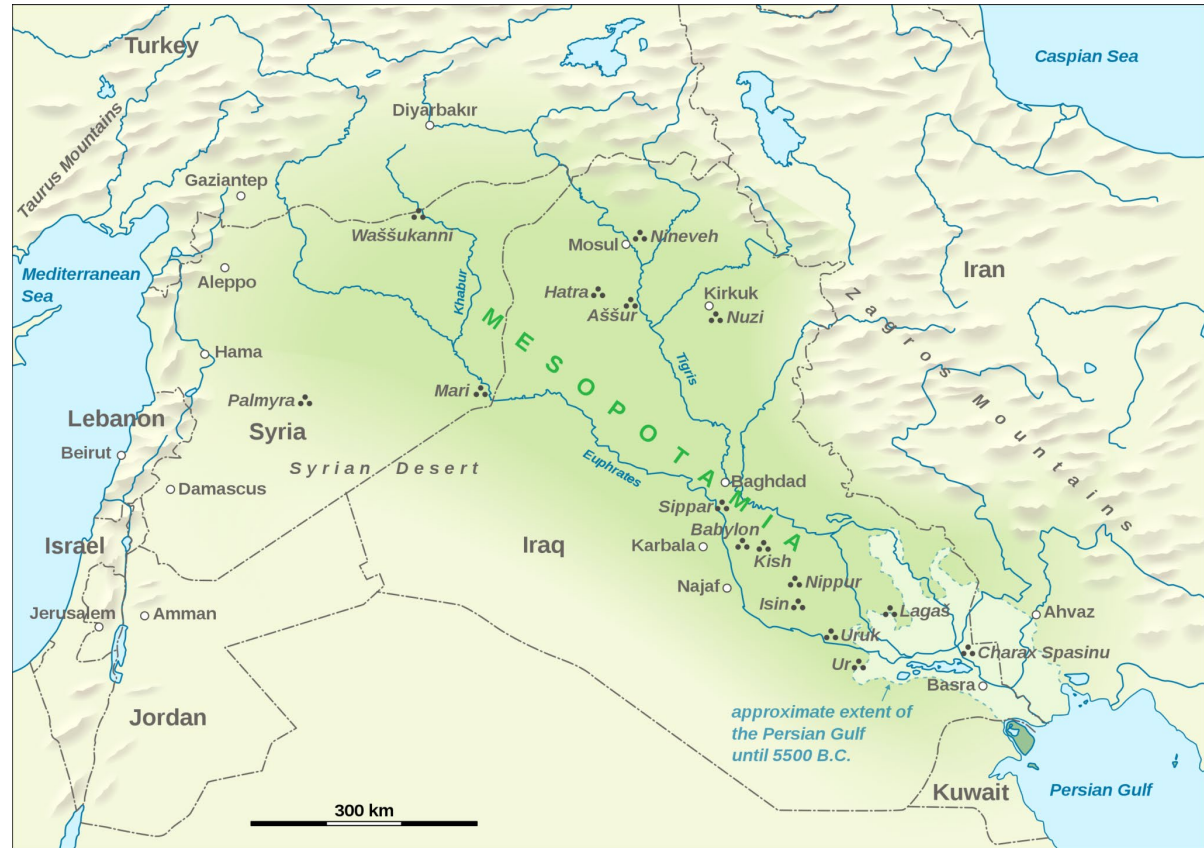 Turkey
Caspian Sea
Taurus Mountains
Diyarbakır
Gaziantep
Waššukanni
Mosul
Nineveh
Mediterranean
Sea
Aleppo
Khabur
Hatra
Aššur
Kirkuk
Nuzi
Iran
Zagros Mountains
MESOPOTAMIA
Tigris
Hama
Mari
Palmyra
Lebanon
Syria
Beirut
Syrian Desert
Euphrates
Damascus
Baghdad
Sippar
Babylon
Israel
Iraq
Karbala
Kish
Najaf
Nippur
Isin
Lagaš
Jerusalem
Amman
Ahvaz
Uruk
Ur
Charax Spasinu
Basra
Jordan
approximate extent of
the Persian Gulf
until 5500 B.C.
Kuwait
Persian Gulf
300 km